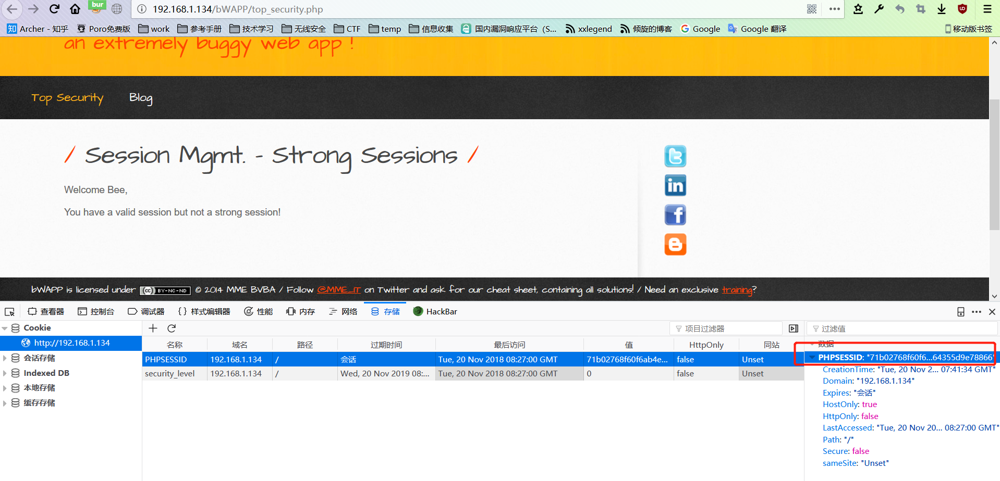 bur
192.168.1.134/bWAPP/top_security.php
知 Archer - 知乎 Poro免费版 work 参考手册 技术学习 无线安全 CTF temp 信息收集 国内漏洞响应平台（S... xxlegend 倾旋的博客 Google Google 翻译 移动版书签
an extremely buggy web app !
Top Security Blog
/ Session Mgmt. - Strong Sessions /
Welcome Bee,
You have a valid session but not a strong session!
bWAPP is licensed under (cc) BY-NC-ND © 2014 MME BVBA / Follow @MME_IT on Twitter and ask for our cheat sheet, containing all solutions! / Need an exclusive training?
查看器 控制台 调试器 {} 样式编辑器 性能 内存 网络 存储 HackBar
Cookie
http://192.168.1.134
会话存储
Indexed DB
本地存储
缓存存储
项目过滤器
名称 域名 路径 过期时间 最后访问 值 HttpOnly 同站
PHPSESSID 192.168.1.134 / 会话 Tue, 20 Nov 2018 08:27:00 GMT 71b02768f60f6ab4e... false Unset
security_level 192.168.1.134 / Wed, 20 Nov 2019 08:... Tue, 20 Nov 2018 08:27:00 GMT 0 false Unset
过滤值
数据
PHPSESSID: "71b02768f60f6...64355d9e78866"
CreationTime: "Tue, 20 Nov 2... 07:41:34 GMT"
Domain: "192.168.1.134"
Expires: "会话"
HostOnly: true
HttpOnly: false
LastAccessed: "Tue, 20 Nov 20... 08:27:00 GMT"
Path: "/"
Secure: false
sameSite: "Unset"